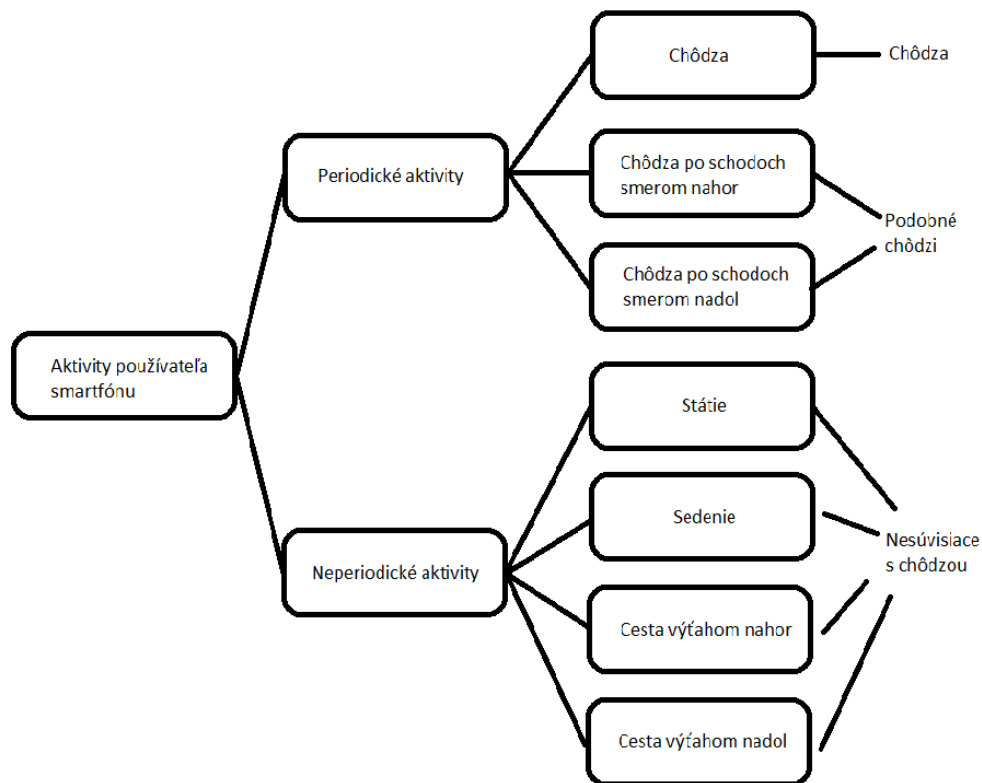 Aktivity používateľa
smartfónu
Periodické aktivity
Chôdza
Chôdza
Chôdza po schodoch
smerom nahor
Chôdza po schodoch
smerom nadol
Podobné
chôdzi
Neperiodické aktivity
Státie
Sedenie
Cesta výťahom nahor
Cesta výťahom nadol
Nesúvisiace
s chôdzou